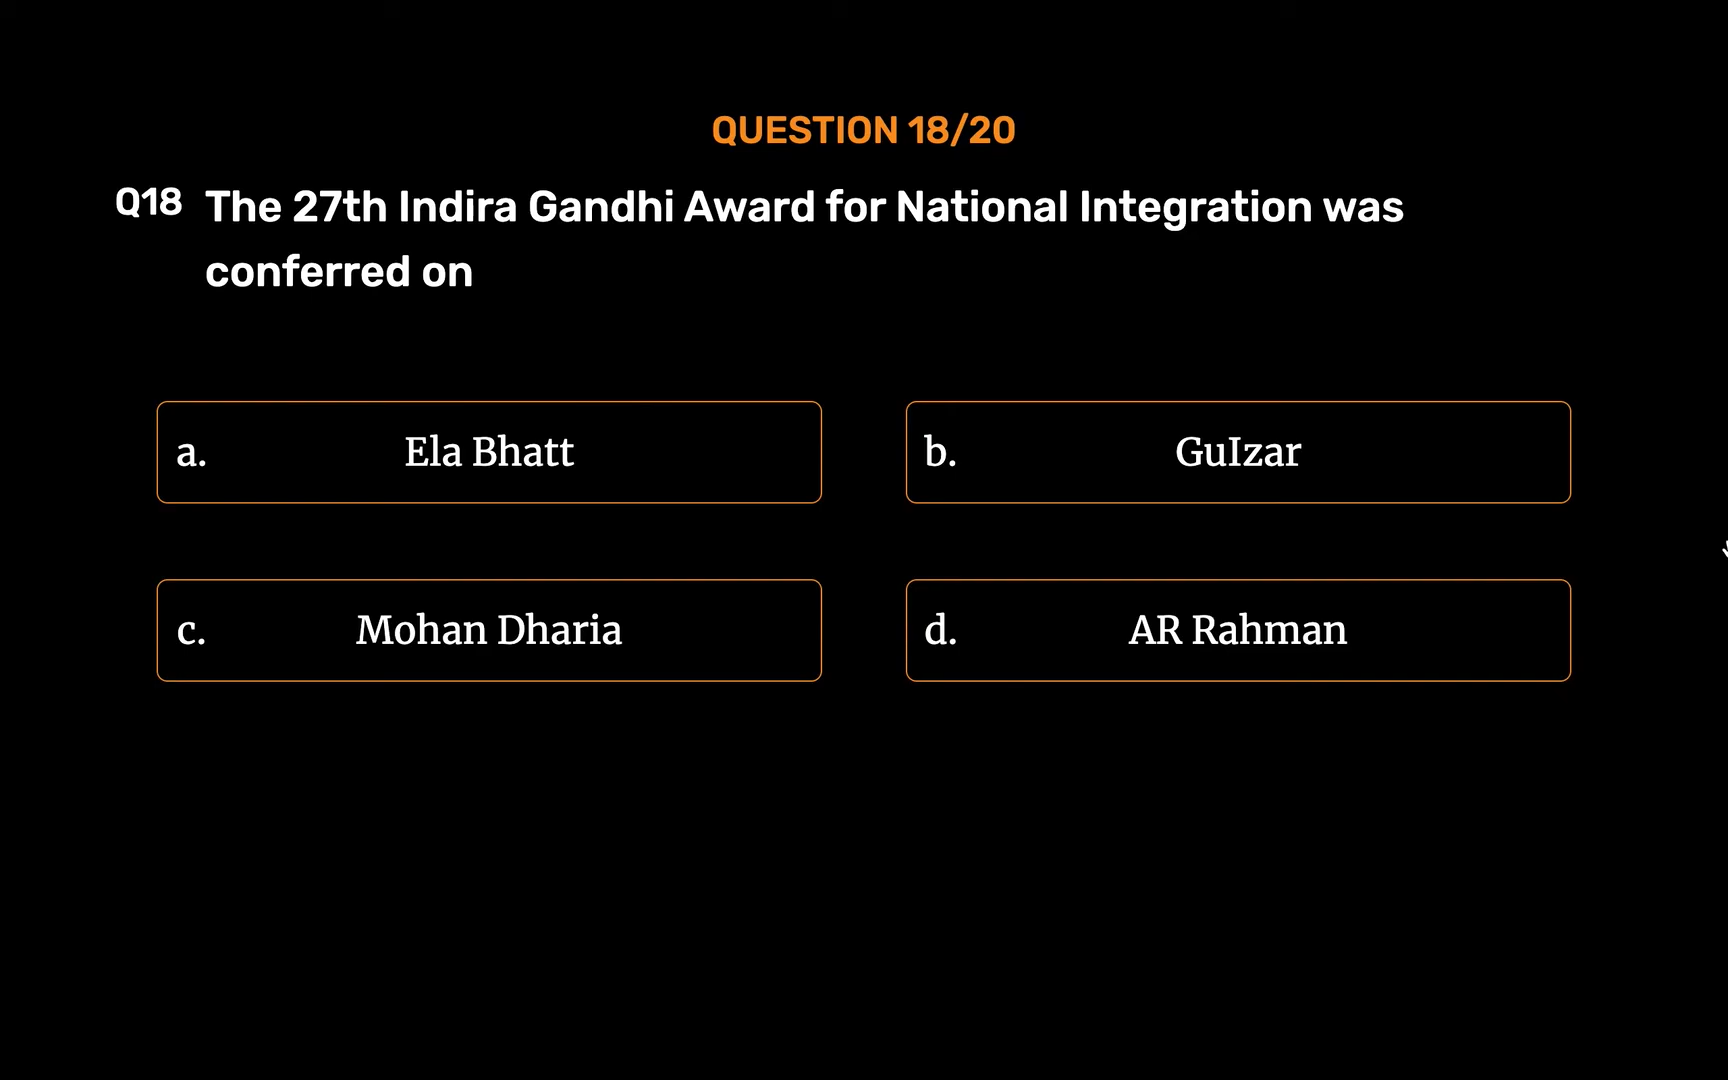 QUESTION 18/20
Q18 The 27th Indira Gandhi Award for National Integration was
conferred on
a. Ela Bhatt
b. GuIzar
c. Mohan Dharia
d. AR Rahman